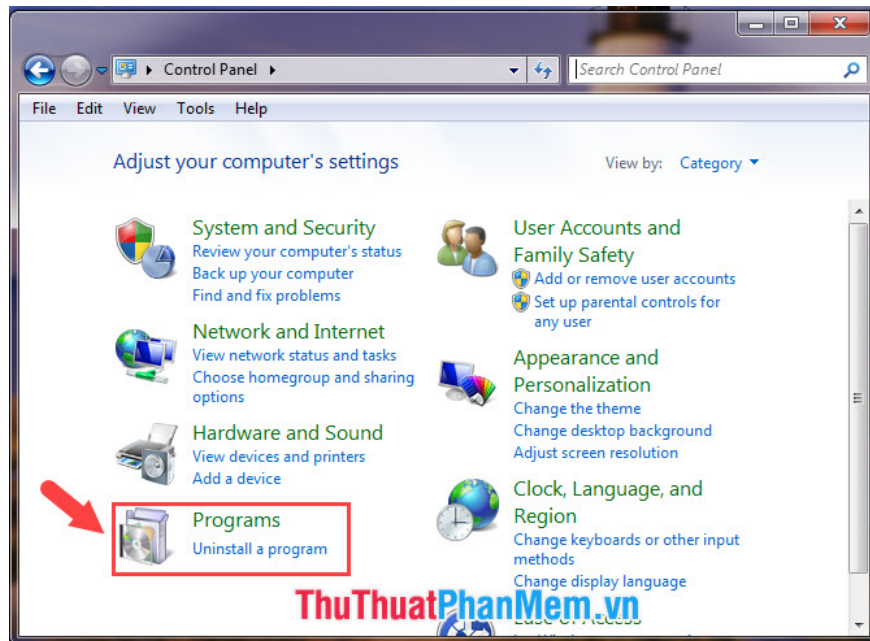 Control Panel
Search Control Panel
File Edit View Tools Help
Adjust your computer's settings
View by: Category
System and Security
Review your computer's status
Back up your computer
Find and fix problems
Network and Internet
View network status and tasks
Choose homegroup and sharing
options
Hardware and Sound
View devices and printers
Add a device
Programs
Uninstall a program
User Accounts and
Family Safety
Add or remove user accounts
Set up parental controls for
any user
Appearance and
Personalization
Change the theme
Change desktop background
Adjust screen resolution
Clock, Language, and
Region
Change keyboards or other input
methods
Change display language
Ease of Access
ThuThuatPhanMem.vn